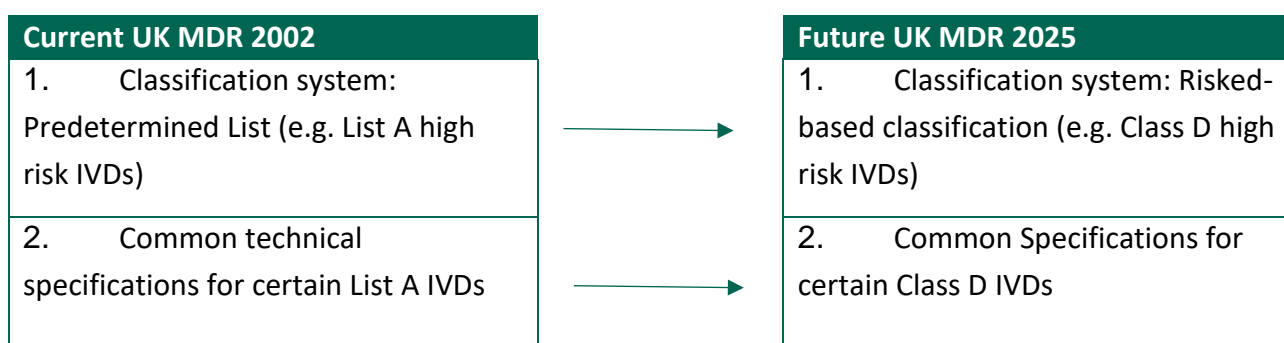 Current UK MDR 2002
1. Classification system:
Predetermined List (e.g. List A high
risk IVDs)
2. Common technical
specifications for certain List A IVDs
Future UK MDR 2025
1. Classification system: Risked-
based classification (e.g. Class D high
risk IVDs)
2. Common Specifications for
certain Class D IVDs